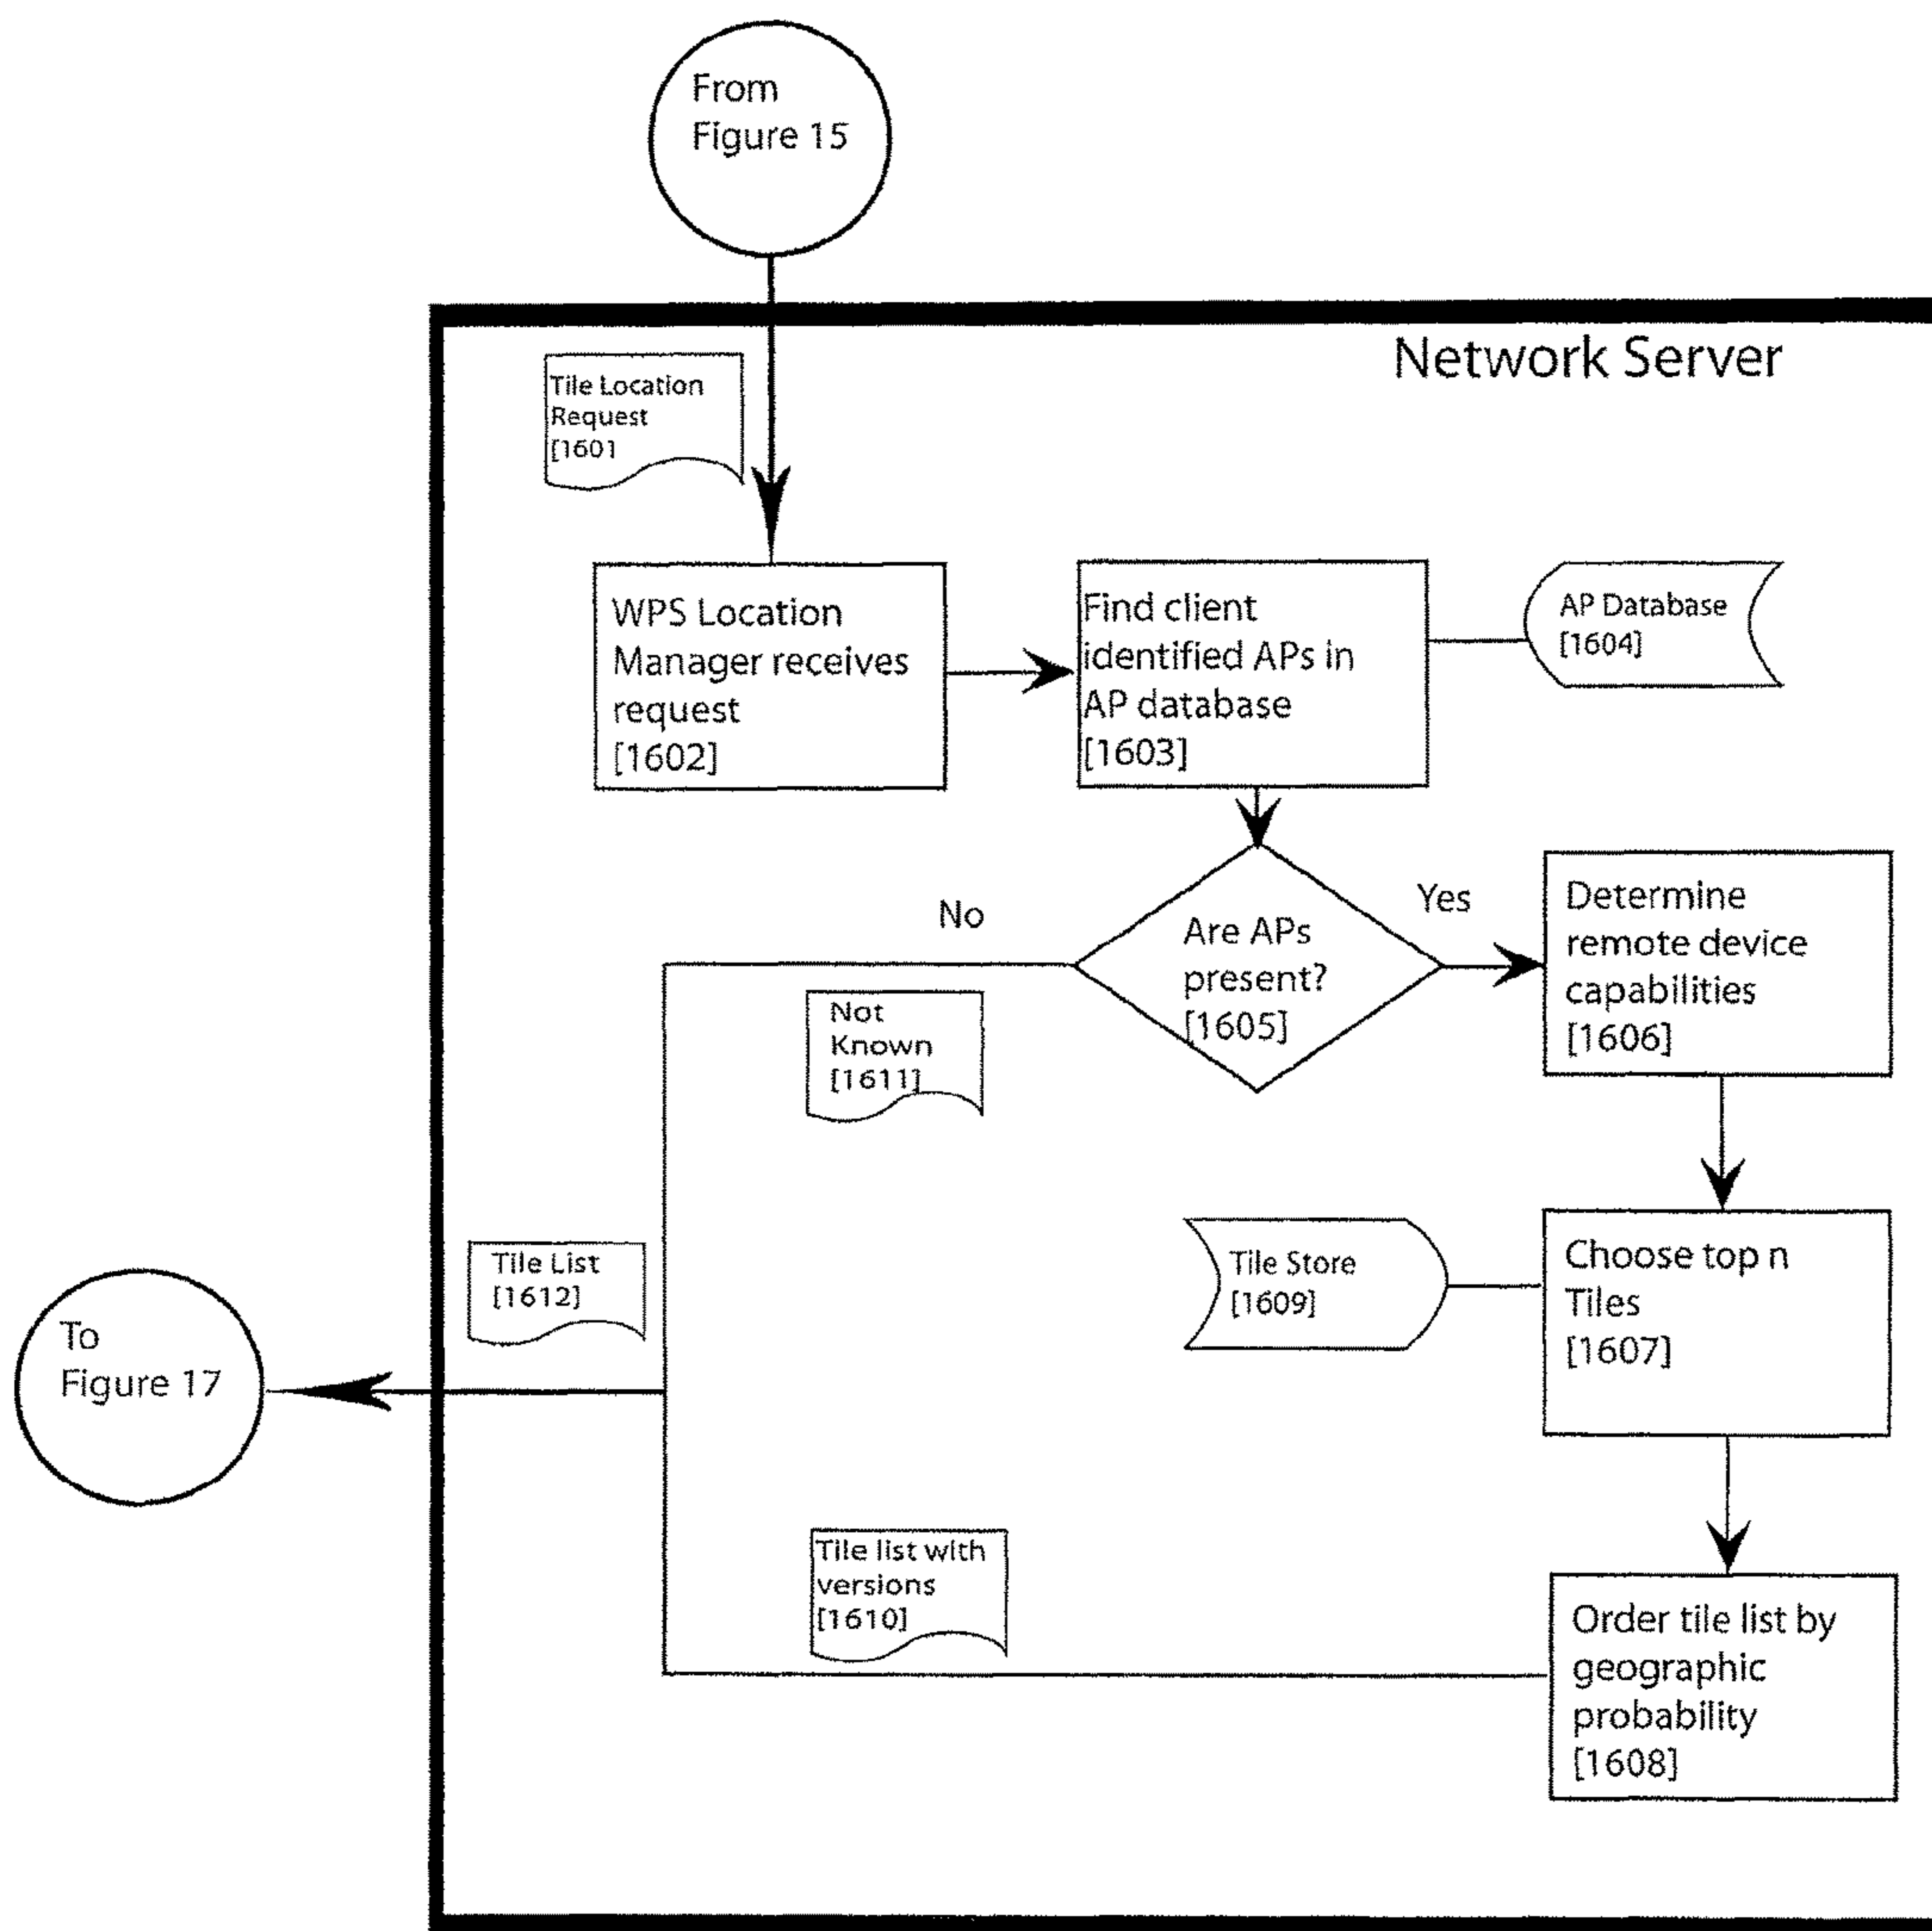 From
Figure 15
Network Server
Tile Location
Request
[1601
WPS Location
Manager receives
request
[1602]
Find client
identified APs in
AP database
[1603]
AP Database
[1604]
No
Are APs
present?
[1605]
Yes
Determine
remote device
capabilities
[1606]
Not
Known
[1611]
Tile List
[1612]
To
Figure 17
Tile Store
[1609]
Choose top n
Tiles
[1607]
Tile list with
versions
[1610]
Order tile list by
geographic
probability
[1608]